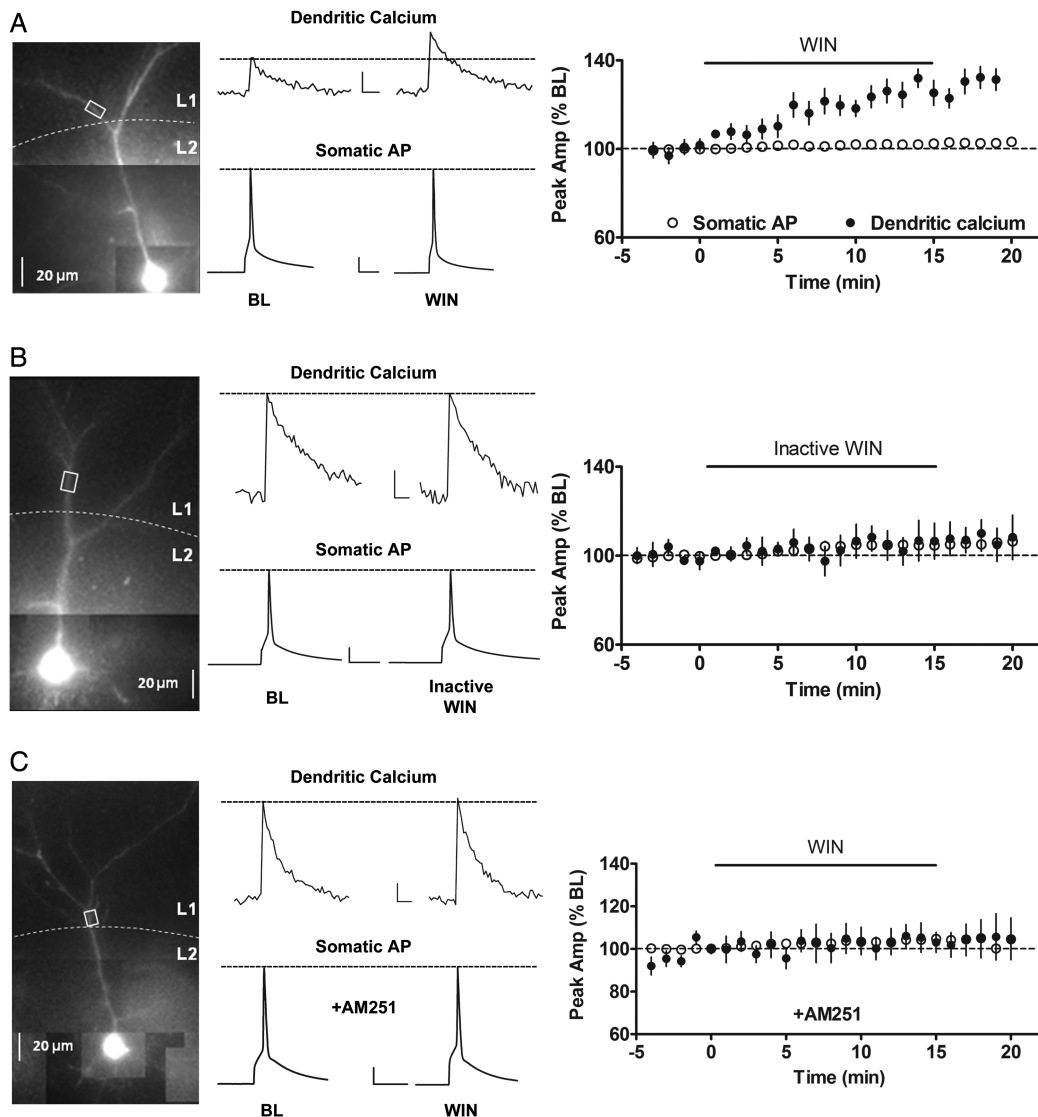 A
Dendritic Calcium
L1
L2
20 µm
Somatic AP
BL
WIN
WIN
Peak Amp (% BL)
140
100
60
Somatic AP
Dendritic calcium
-5
0
5
10
15
20
Time (min)
B
Dendritic Calcium
L1
L2
20 µm
Somatic AP
BL
Inactive
WIN
Inactive WIN
Peak Amp (% BL)
140
100
60
-5
0
5
10
15
20
Time (min)
C
Dendritic Calcium
L1
L2
20 µm
Somatic AP
+AM251
BL
WIN
WIN
Peak Amp (% BL)
140
120
100
80
60
+AM251
-5
0
5
10
15
20
Time (min)